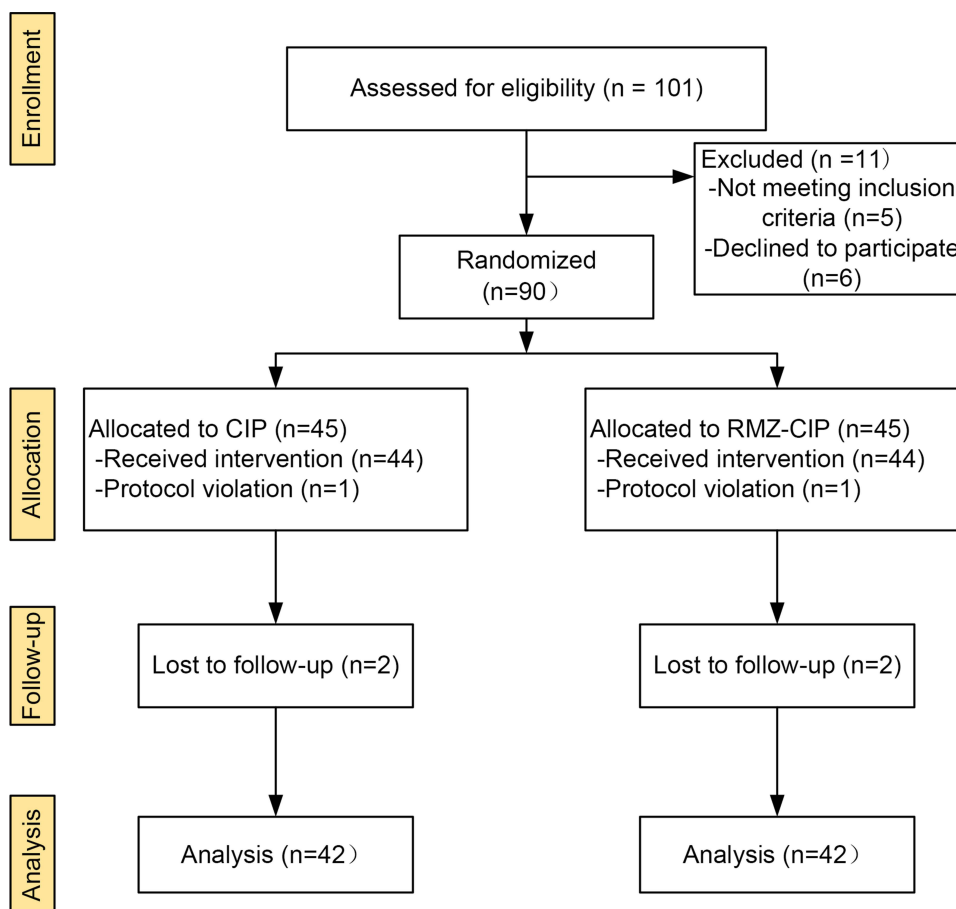 Enrollment
Assessed for eligibility (n = 101)
Excluded (n =11）
-Not meeting inclusion
criteria (n=5)
-Declined to participate
(n=6)
Randomized
(n=90）
Allocation
Allocated to CIP (n=45)
-Received intervention (n=44)
-Protocol violation (n=1)
Allocated to RMZ-CIP (n=45)
-Received intervention (n=44)
-Protocol violation (n=1)
Follow-up
Lost to follow-up (n=2)
Lost to follow-up (n=2)
Analysis
Analysis (n=42）
Analysis (n=42）